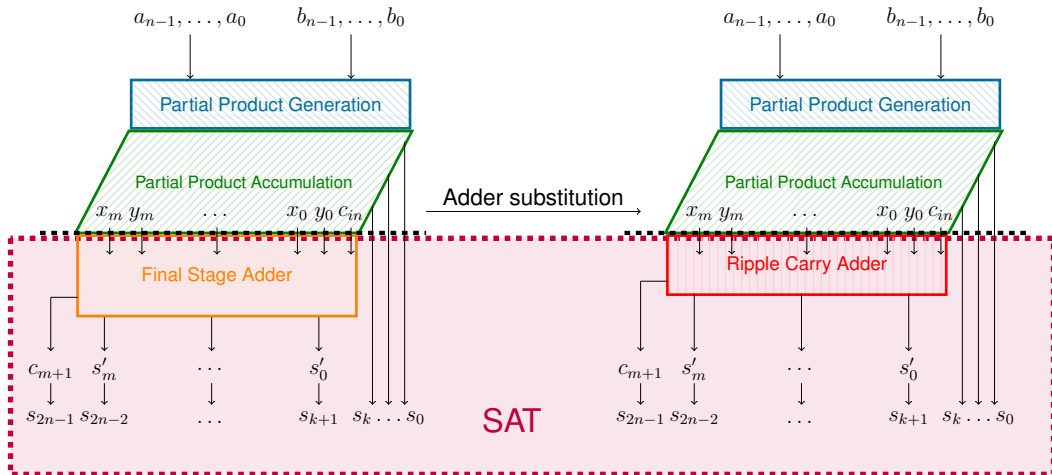 a_{n-1}, . . . , a_0 b_{n-1}, . . . , b_0
Partial Product Generation
Partial Product Accumulation
x_m y_m . . . x_0 y_0 c_{in}
Final Stage Adder
c_{m+1} s'_m . . . s'_0
s_{2n-1} s_{2n-2} . . . s_{k+1} s_k . . . s_0
Adder substitution
SAT
a_{n-1}, . . . , a_0 b_{n-1}, . . . , b_0
Partial Product Generation
Partial Product Accumulation
x_m y_m . . . x_0 y_0 c_{in}
Ripple Carry Adder
c_{m+1} s'_m . . . s'_0
s_{2n-1} s_{2n-2} . . . s_{k+1} s_k . . . s_0